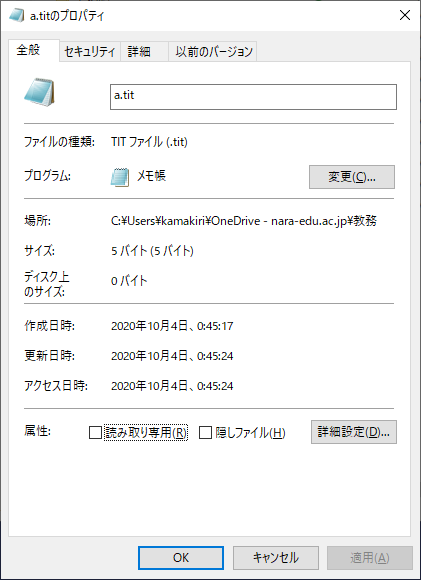 a.titのプロパティ
全般
セキュリティ
詳細
以前のバージョン
a.tit
ファイルの種類: TIT ファイル (.tit)
プログラム: メモ帳 変更(C)...
場所: C:¥Users¥kamakiri¥OneDrive - nara-edu.ac.jp¥教務
サイズ: 5 バイト (5 バイト)
ディスク上
のサイズ: 0 バイト
作成日時: 2020年10月4日、0:45:17
更新日時: 2020年10月4日、0:45:24
アクセス日時: 2020年10月4日、0:45:24
属性: 読み取り専用(R) 隠しファイル(H) 詳細設定(D)...
OK キャンセル 適用(A)